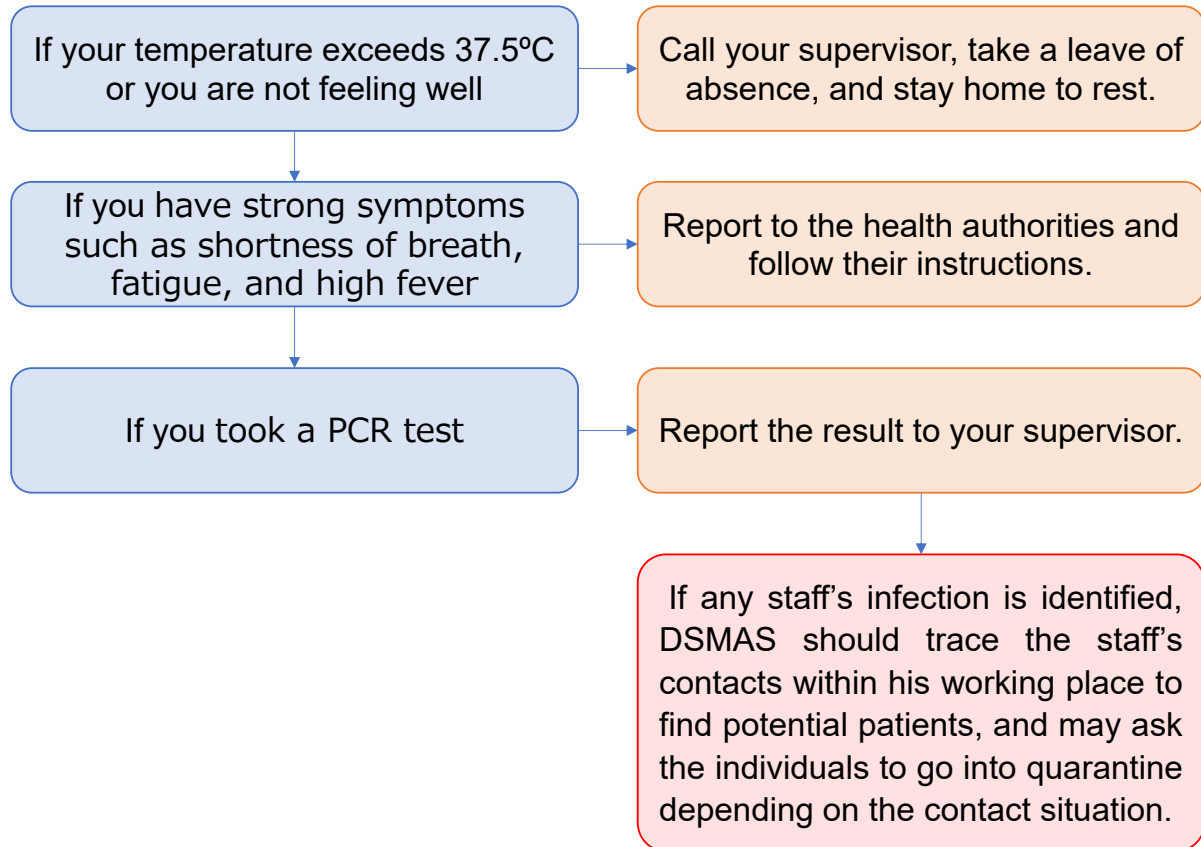 If your temperature exceeds 37.5ºC
or you are not feeling well
Call your supervisor, take a leave of
absence, and stay home to rest.
If you have strong symptoms
such as shortness of breath,
fatigue, and high fever
Report to the health authorities and
follow their instructions.
If you took a PCR test
Report the result to your supervisor.
If any staff’s infection is identified,
DSMAS should trace the staff’s
contacts within his working place to
find potential patients, and may ask
the individuals to go into quarantine
depending on the contact situation.